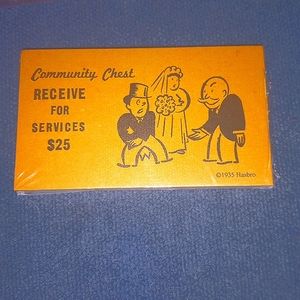 Community Chest
RECEIVE
FOR
SERVICES
$25
©1935 Hasbro